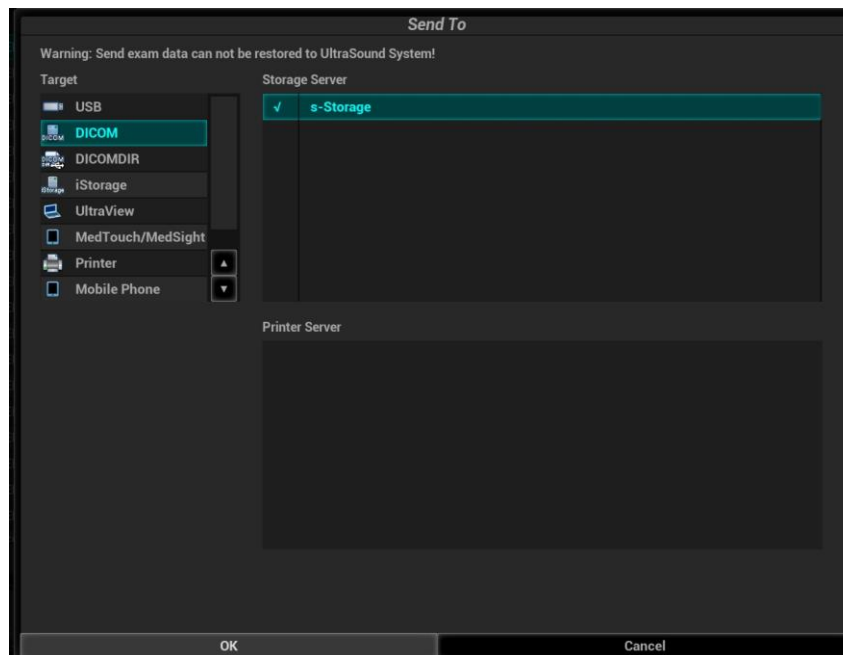 Send To
Warning: Send exam data can not be restored to UltraSound System!
Target
USB
DICOM
DICOMDIR
iStorage
UltraView
MedTouch/MedSight
Printer
Mobile Phone
Storage Server
√ s-Storage
Printer Server
OK
Cancel